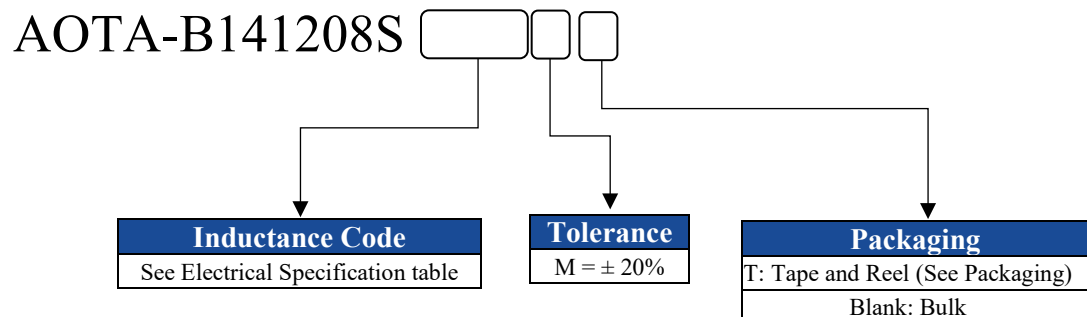 AOTA-B141208S
Inductance Code
See Electrical Specification table
Tolerance
M = ± 20%
Packaging
T: Tape and Reel (See Packaging)
Blank: Bulk